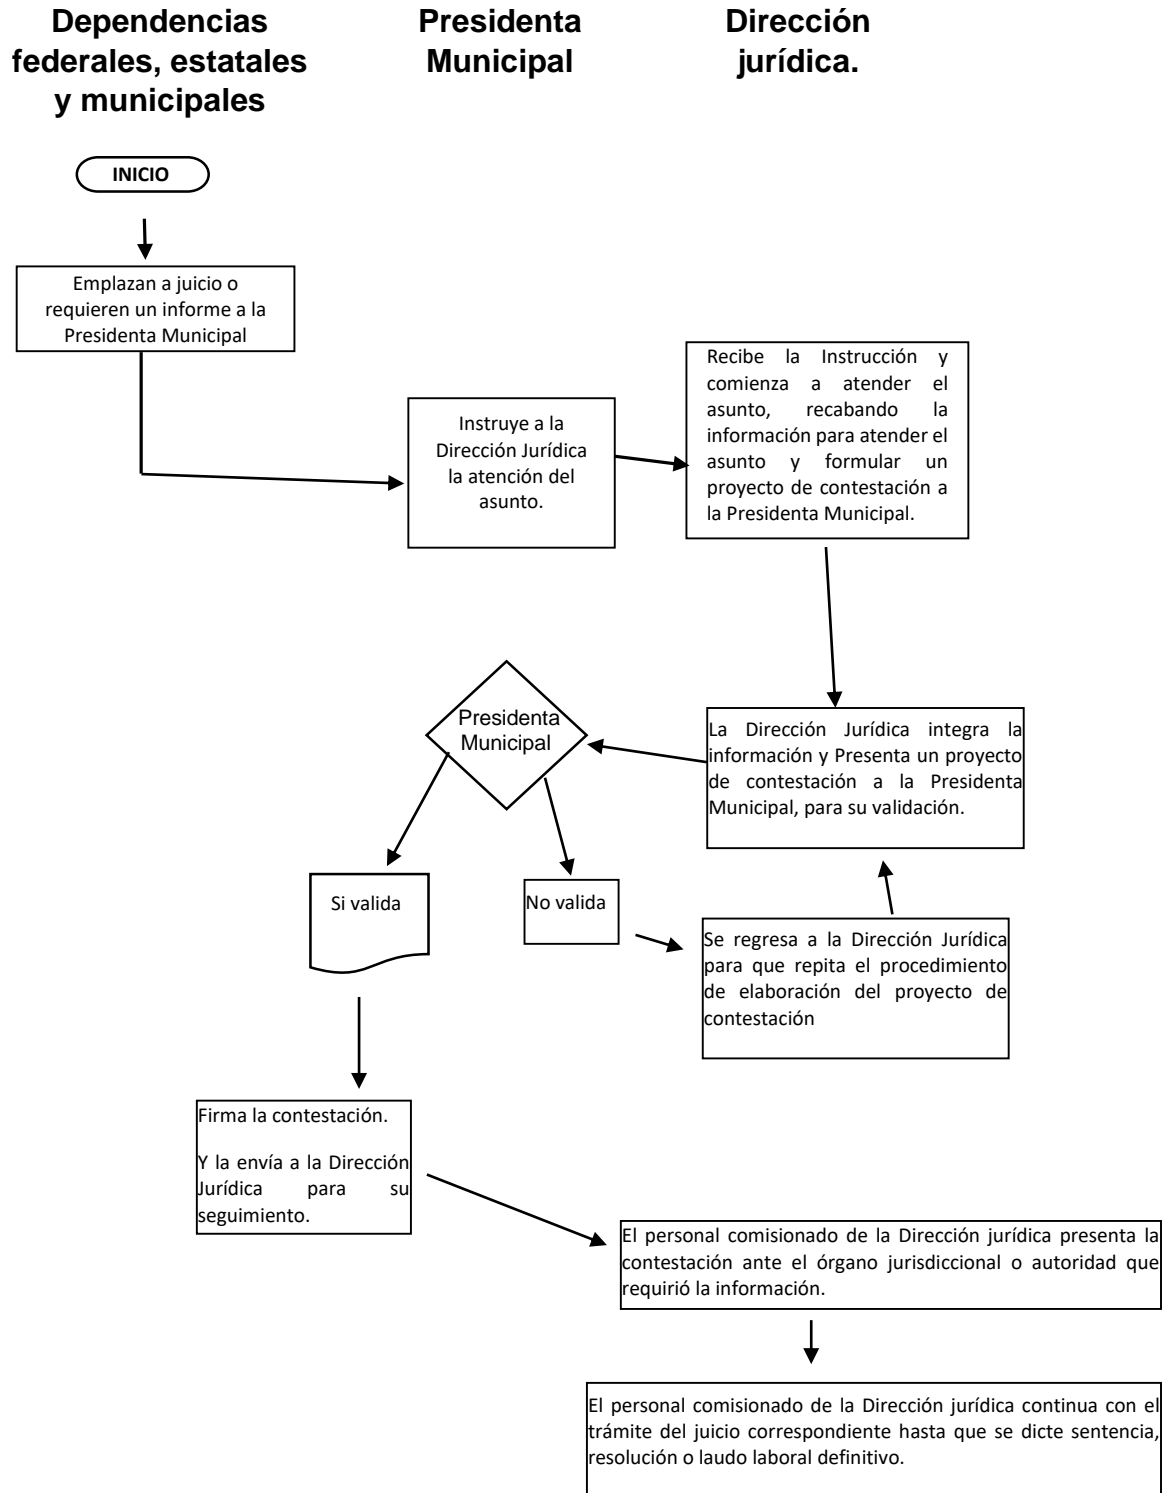 Dependencias
federales, estatales
y municipales
Presidenta
Municipal
Dirección
jurídica.
INICIO
Emplazan a juicio o
requieren un informe a la
Presidenta Municipal
Instruye a la
Dirección Jurídica
la atención del
asunto.
Recibe la Instrucción y
comienza a atender el
asunto, recabando la
información para atender el
asunto y formular un
proyecto de contestación a
la Presidenta Municipal.
Presidenta
Municipal
La Dirección Jurídica integra la
información y Presenta un proyecto
de contestación a la Presidenta
Municipal, para su validación.
Si valida
No valida
Se regresa a la Dirección Jurídica
para que repita el procedimiento
de elaboración del proyecto de
contestación
Firma la contestación.
Y la envía a la Dirección
Jurídica para su
seguimiento.
El personal comisionado de la Dirección jurídica presenta la
contestación ante el órgano jurisdiccional o autoridad que
requirió la información.
El personal comisionado de la Dirección jurídica continua con el
trámite del juicio correspondiente hasta que se dicte sentencia,
resolución o laudo laboral definitivo.